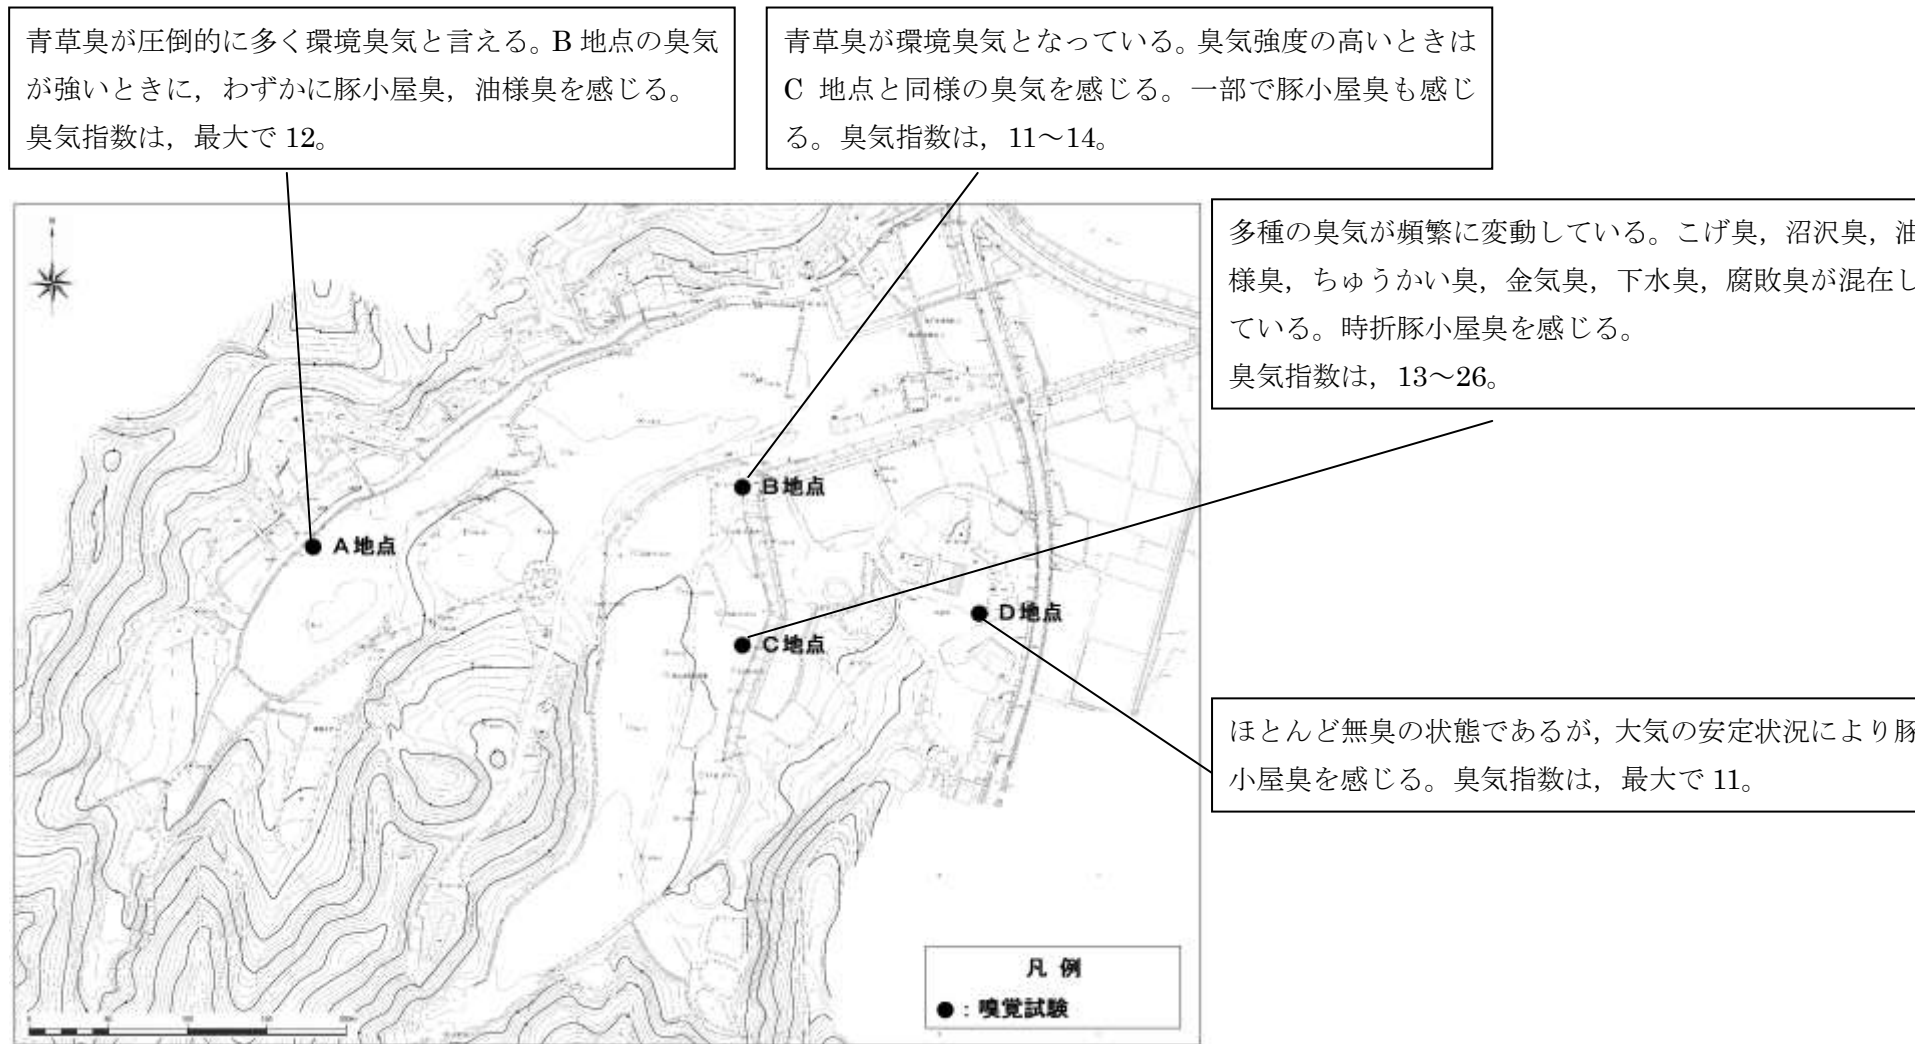 青草臭が圧倒的に多く環境臭気と言える。B 地点の臭気
が強いときに，わずかに豚小屋臭，油様臭を感じる。
臭気指数は，最大で 12。
青草臭が環境臭気となっている。臭気強度の高いときは
C 地点と同様の臭気を感じる。一部で豚小屋臭も感じ
る。臭気指数は，11～14。
多種の臭気が頻繁に変動している。こげ臭，沼沢臭，油
様臭，ちゅうかい臭，金気臭，下水臭，腐敗臭が混在し
ている。時折豚小屋臭を感じる。
臭気指数は，13～26。
B地点
A地点
D地点
C地点
ほとんど無臭の状態であるが，大気の安定状況により豚
小屋臭を感じる。臭気指数は，最大で 11。
凡 例
●：嗅覚試験